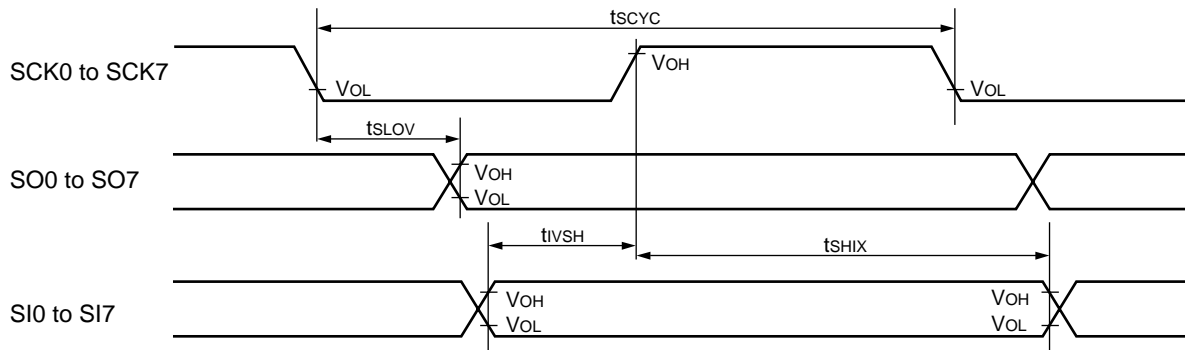 tSCYC
SCK0 to SCK7
VOL
VOH
VOL
tSLOV
SO0 to SO7
VOH
VOL
tIVSH
tSHIX
SI0 to SI7
VOH
VOL
VOH
VOL